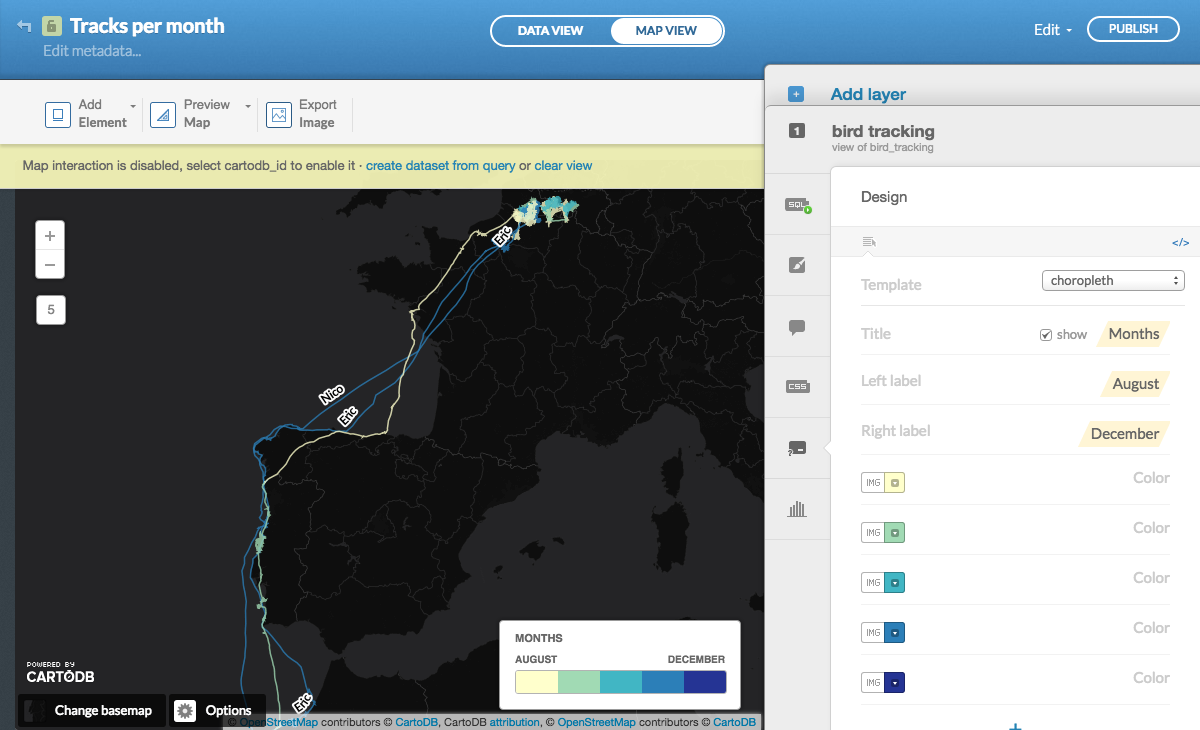 Tracks per month
Edit metadata...
DATA VIEW
MAP VIEW
Edit
PUBLISH
Add Element
Preview Map
Export Image
Map interaction is disabled, select cartodb_id to enable it · create dataset from query or clear view
+
−
5
Eric
Nico
Eric
Eric
MONTHS
AUGUST DECEMBER
POWERED BY
CARTODB
Change basemap
Options
© OpenStreetMap contributors © CartoDB, CartoDB attribution, © OpenStreetMap contributors © CartoDB
+ Add layer
1 bird tracking
view of bird_tracking
SQL
CSS
Design
</>
Template choropleth
Title show Months
Left label August
Right label December
IMG Color
IMG Color
IMG Color
IMG Color
IMG Color
+